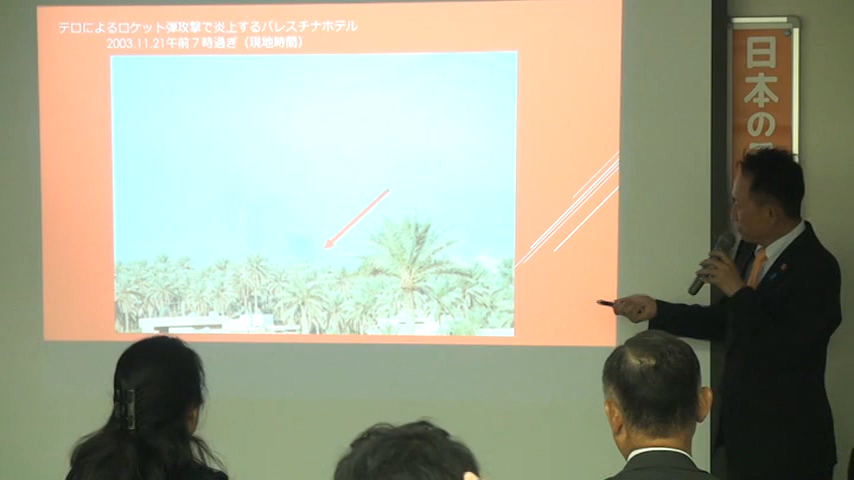 テロによるロケット弾攻撃で炎上するパレスチナホテル
2003.11.21午前７時過ぎ（現地時間）
日本の